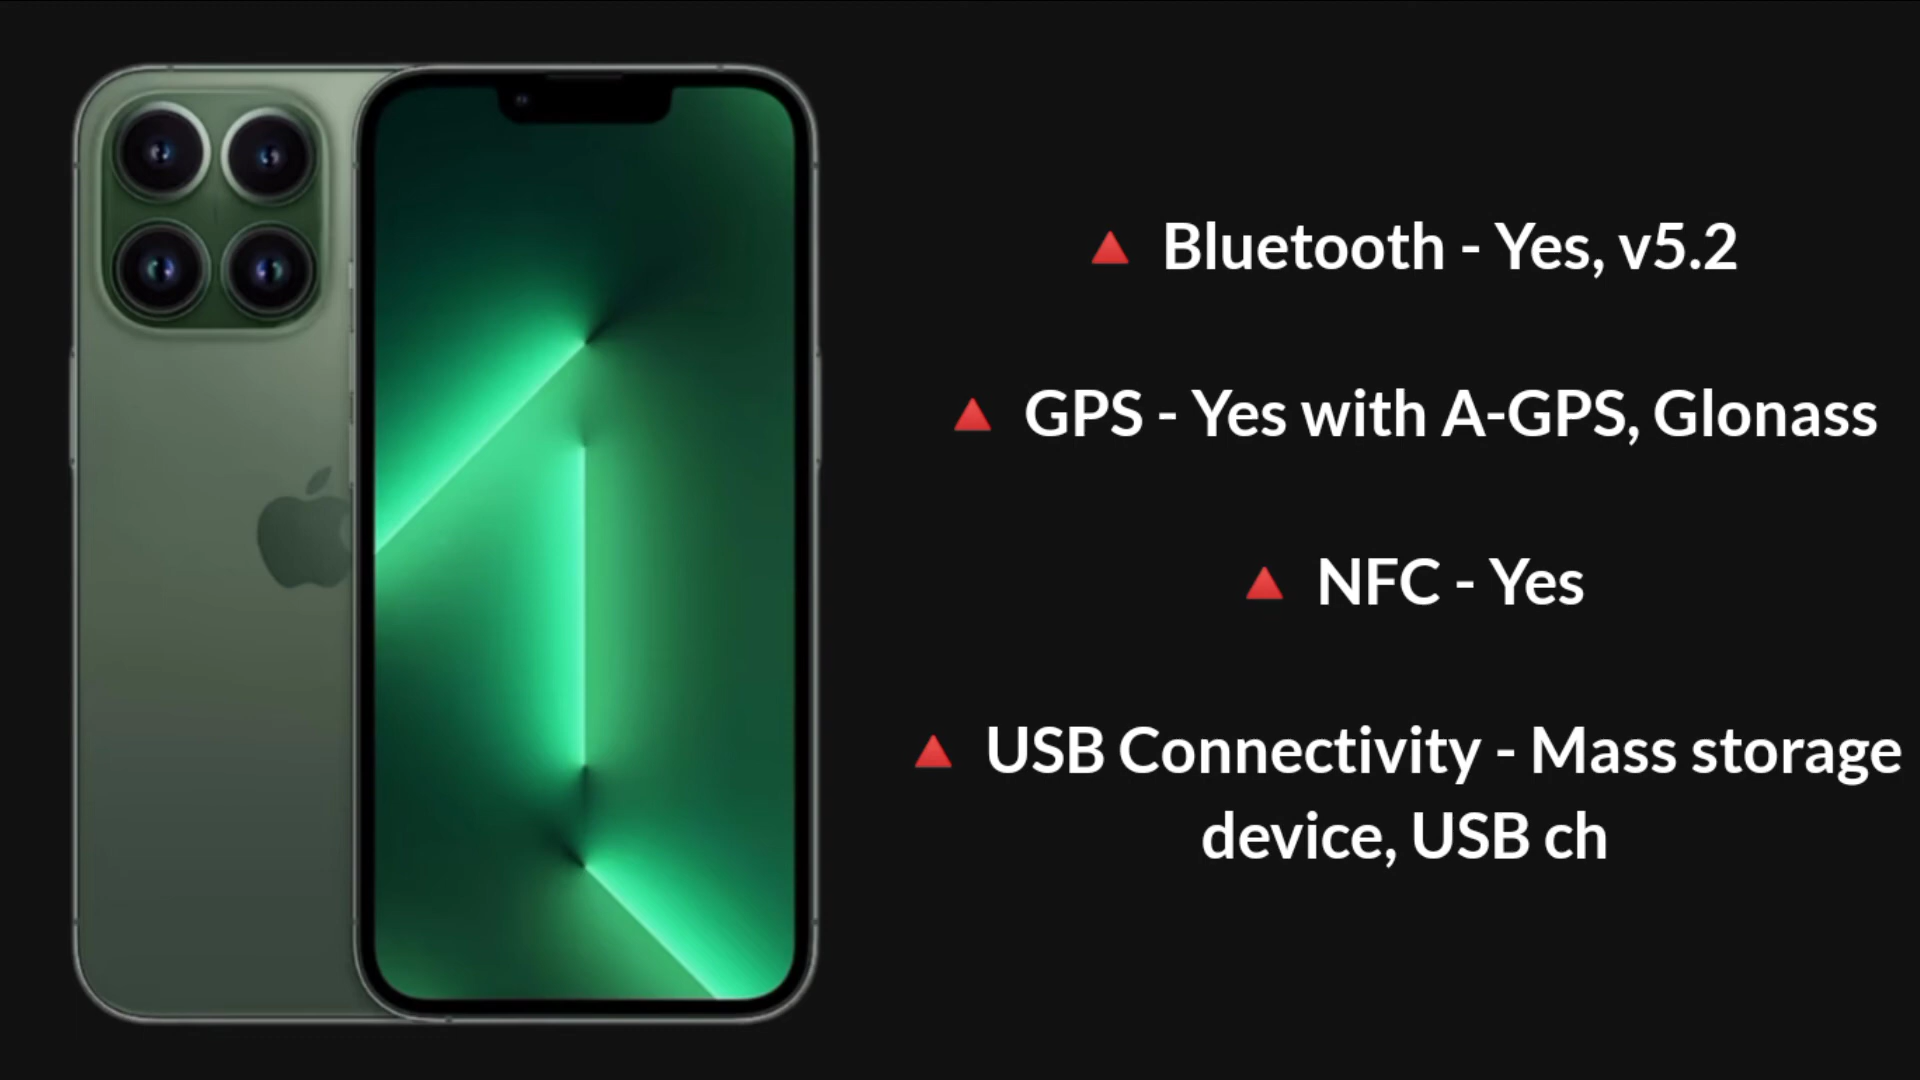 🔺 Bluetooth - Yes, v5.2
🔺 GPS - Yes with A-GPS, Glonass
🔺 NFC - Yes
🔺 USB Connectivity - Mass storage
device, USB ch